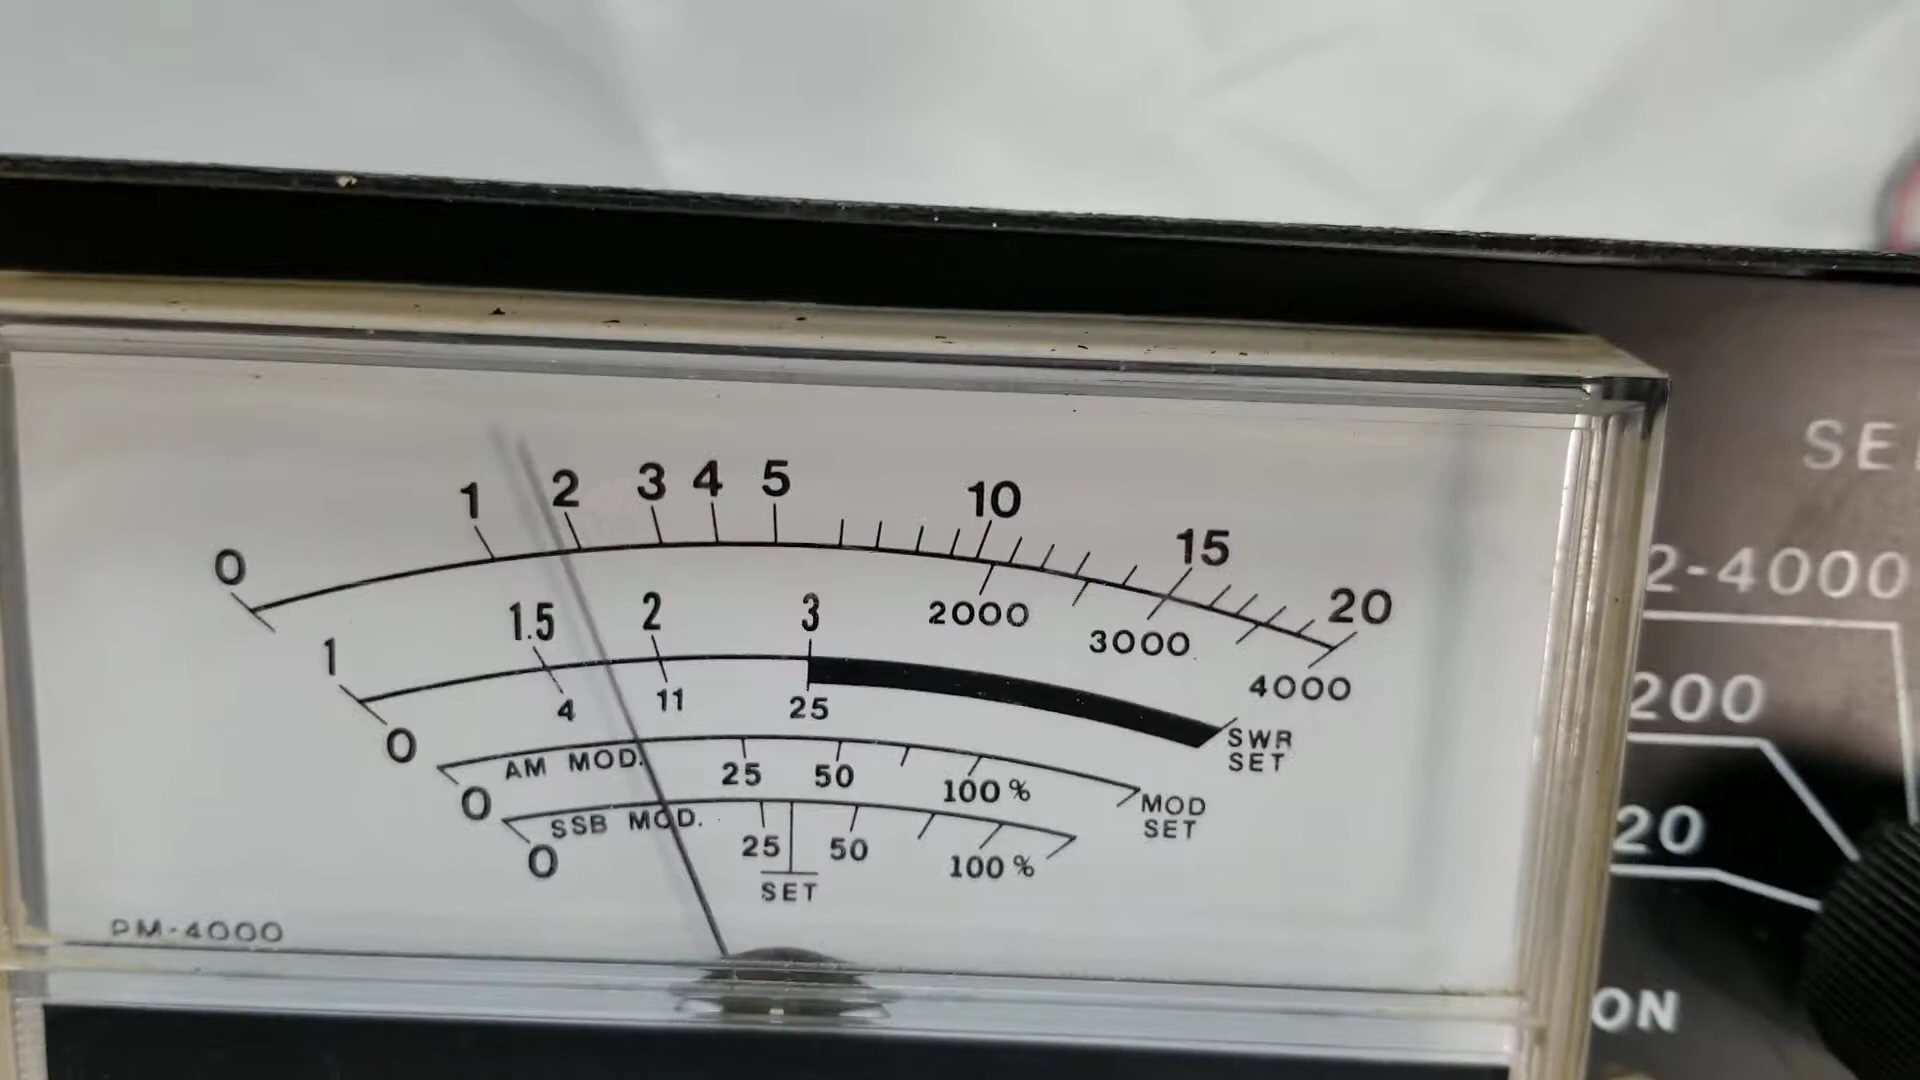 SE
0 1 2 3 4 5 10 15 20
2-4000
2000 3000 4000
1 1.5 2 3
200
0 4 11 25 SWR
SET
0 AM MOD. 25 50 100 % MOD
SET
20
0 SSB MOD. 25 50 100 %
SET
PM-4000
ON